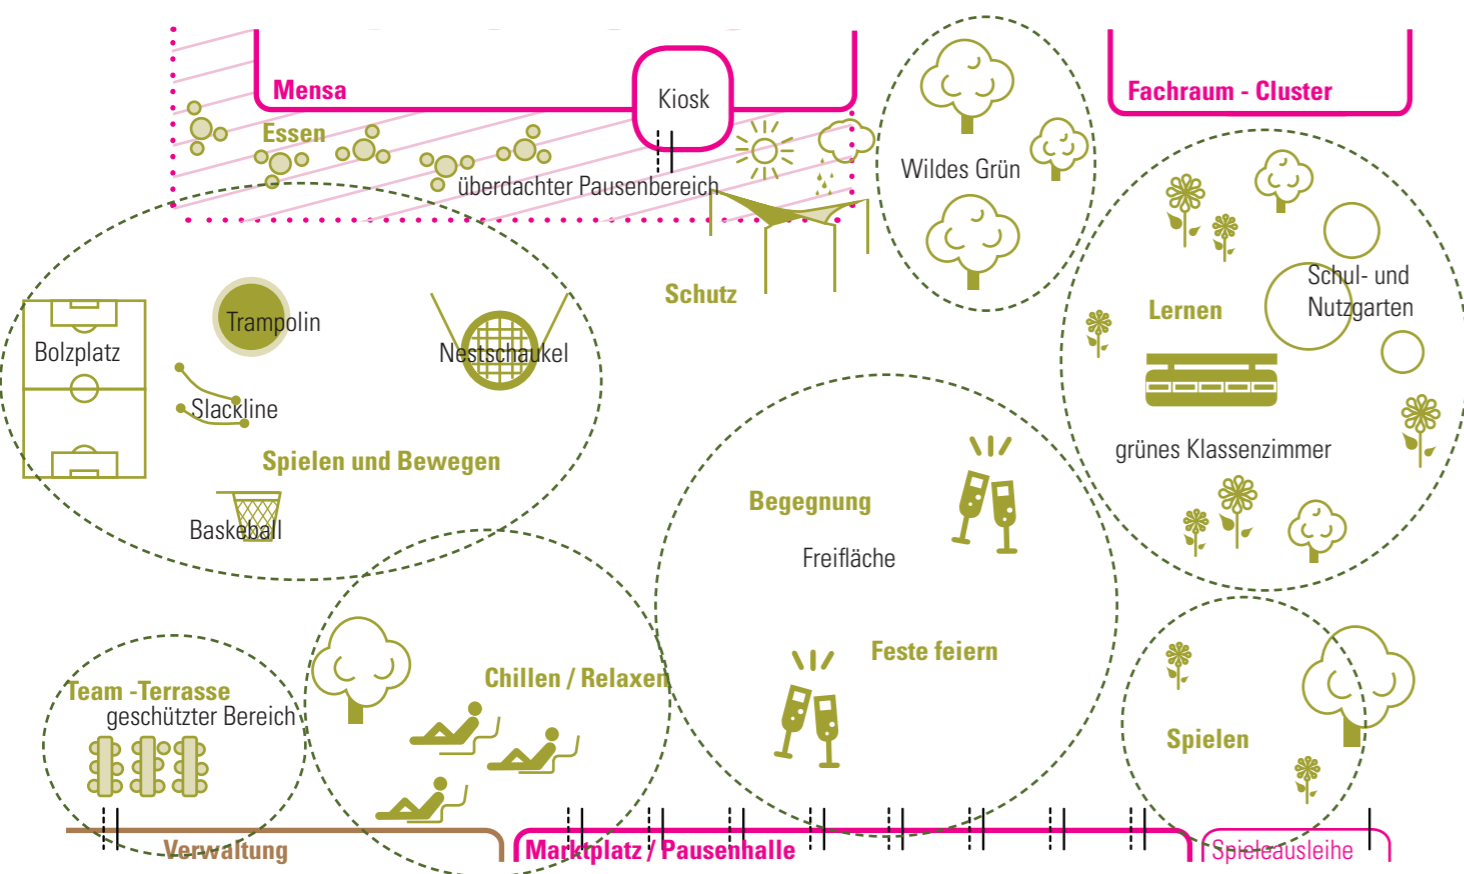 Mensa
Kiosk
Fachraum - Cluster
Essen
Wildes Grün
überdachter Pausenbereich
Schul- und
Nutzgarten
Schutz
Lernen
Trampolin
Bolzplatz
Nestschaukel
Slackline
grünes Klassenzimmer
Spielen und Bewegen
Begegnung
Baskeball
Freifläche
Feste feiern
Chillen / Relaxen
Team -Terrasse
geschützter Bereich
Spielen
Verwaltung
Marktplatz / Pausenhalle
Spieleausleihe